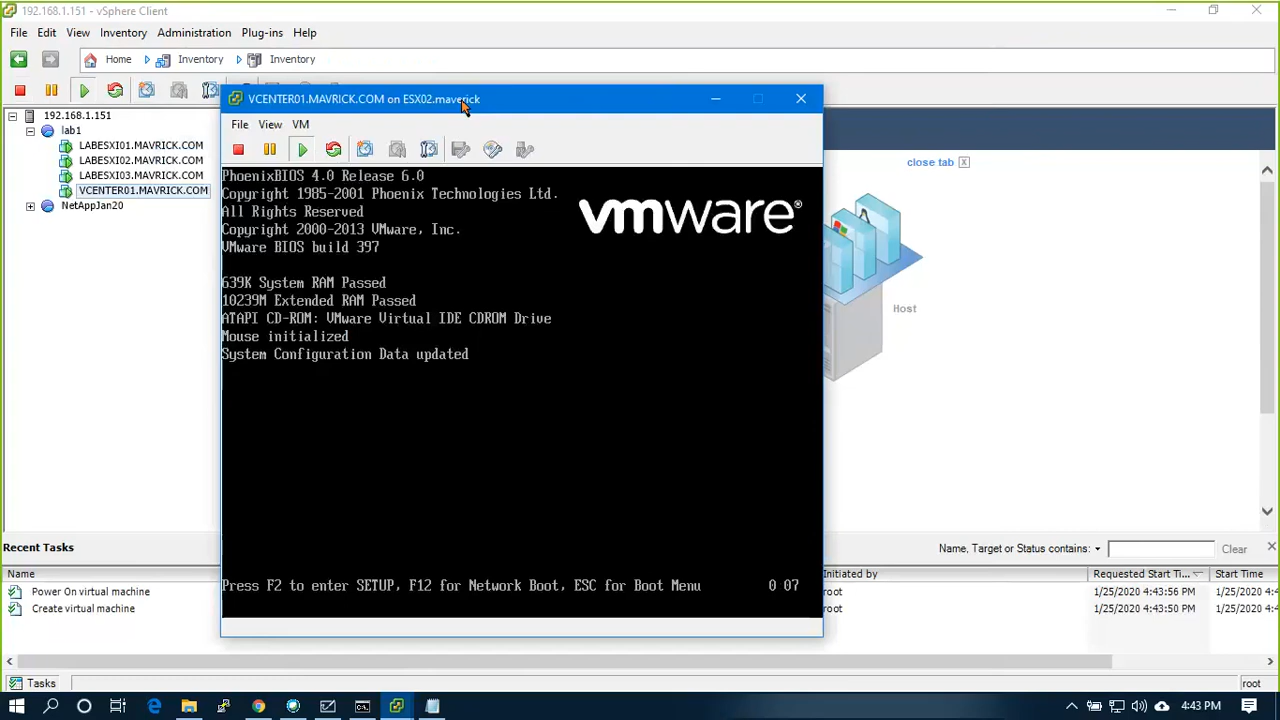 192.168.1.151 - vSphere Client
File Edit View Inventory Administration Plug-ins Help
Home Inventory Inventory
192.168.1.151
lab1
LABESXI01.MAVRICK.COM
LABESXI02.MAVRICK.COM
LABESXI03.MAVRICK.COM
VCENTER01.MAVRICK.COM
NetAppJan20
VCENTER01.MAVRICK.COM on ESX02.maverick
File View VM
PhoenixBIOS 4.0 Release 6.0
Copyright 1985-2001 Phoenix Technologies Ltd.
All Rights Reserved
Copyright 2000-2013 VMware, Inc.
VMware BIOS build 397
vmware®
639K System RAM Passed
10239M Extended RAM Passed
ATAPI CD-ROM: VMware Virtual IDE CDROM Drive
Mouse initialized
System Configuration Data updated
Press F2 to enter SETUP, F12 for Network Boot, ESC for Boot Menu 0 07
close tab X
Host
Recent Tasks
Name, Target or Status contains: Clear
Name Initiated by Requested Start Ti... Start Time
Power On virtual machine root 1/25/2020 4:43:56 PM 1/25/2020
Create virtual machine root 1/25/2020 4:43:50 PM 1/25/2020
Tasks root
4:43 PM